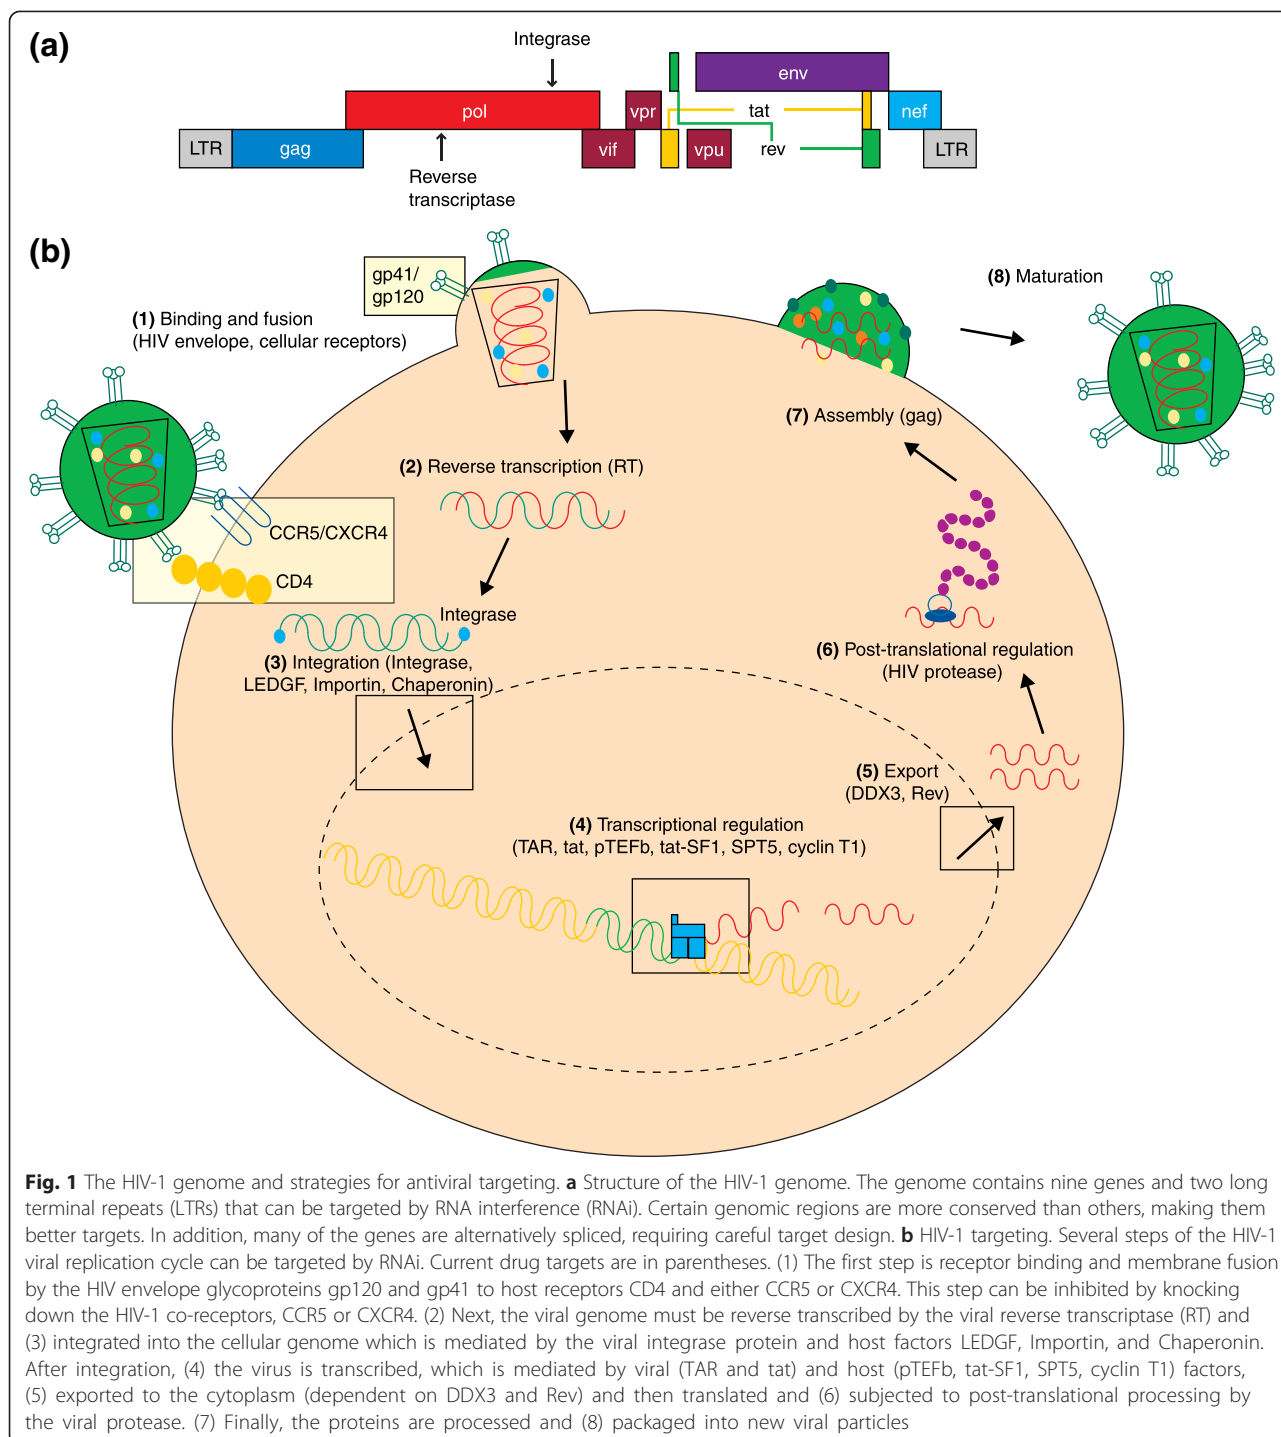 (a)
Integrase
env
pol
vpr
tat
nef
LTR
gag
vif
vpu
rev
LTR
Reverse
transcriptase
(b)
gp41/
gp120
(8) Maturation
(1) Binding and fusion
(HIV envelope, cellular receptors)
(7) Assembly (gag)
(2) Reverse transcription (RT)
CCR5/CXCR4
CD4
Integrase
(3) Integration (Integrase,
LEDGF, Importin, Chaperonin)
(6) Post-translational regulation
(HIV protease)
(5) Export
(DDX3, Rev)
(4) Transcriptional regulation
(TAR, tat, pTEFb, tat-SF1, SPT5, cyclin T1)
Fig. 1 The HIV-1 genome and strategies for antiviral targeting. a Structure of the HIV-1 genome. The genome contains nine genes and two long
terminal repeats (LTRs) that can be targeted by RNA interference (RNAi). Certain genomic regions are more conserved than others, making them
better targets. In addition, many of the genes are alternatively spliced, requiring careful target design. b HIV-1 targeting. Several steps of the HIV-1
viral replication cycle can be targeted by RNAi. Current drug targets are in parentheses. (1) The first step is receptor binding and membrane fusion
by the HIV envelope glycoproteins gp120 and gp41 to host receptors CD4 and either CCR5 or CXCR4. This step can be inhibited by knocking
down the HIV-1 co-receptors, CCR5 or CXCR4. (2) Next, the viral genome must be reverse transcribed by the viral reverse transcriptase (RT) and
(3) integrated into the cellular genome which is mediated by the viral integrase protein and host factors LEDGF, Importin, and Chaperonin.
After integration, (4) the virus is transcribed, which is mediated by viral (TAR and tat) and host (pTEFb, tat-SF1, SPT5, cyclin T1) factors,
(5) exported to the cytoplasm (dependent on DDX3 and Rev) and then translated and (6) subjected to post-translational processing by
the viral protease. (7) Finally, the proteins are processed and (8) packaged into new viral particles